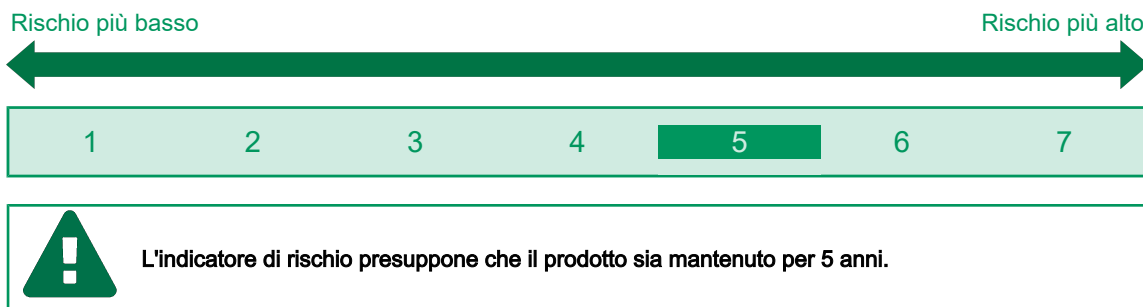 Rischio più basso Rischio più alto
1 2 3 4 5 6 7
L'indicatore di rischio presuppone che il prodotto sia mantenuto per 5 anni.